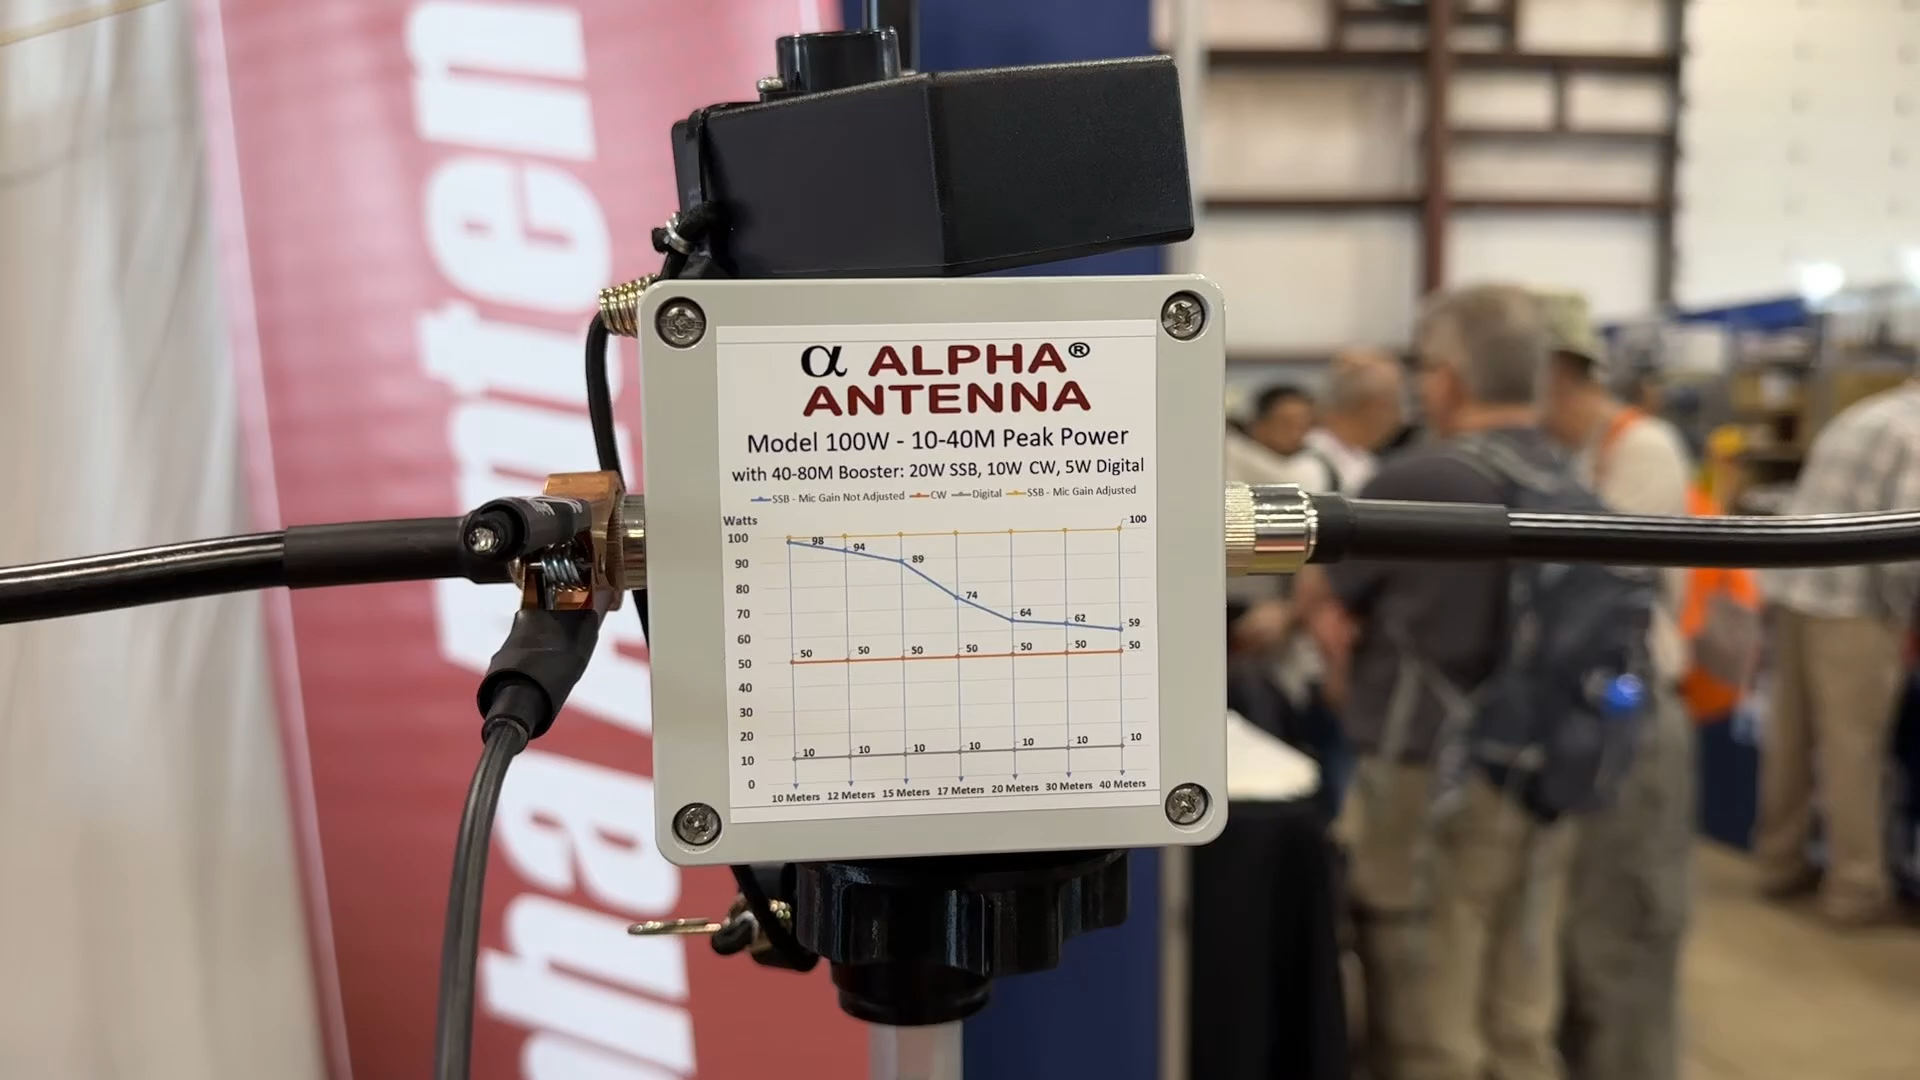 α ALPHA®
ANTENNA
Model 100W - 10-40M Peak Power
with 40-80M Booster: 20W SSB, 10W CW, 5W Digital
SSB - Mic Gain Not Adjusted CW Digital SSB - Mic Gain Adjusted
Watts
100
90
80
70
60
50
40
30
20
10
0
100
98 94 89 74 64 62 59
50 50 50 50 50 50 50
10 10 10 10 10 10 10
10 Meters 12 Meters 15 Meters 17 Meters 20 Meters 30 Meters 40 Meters